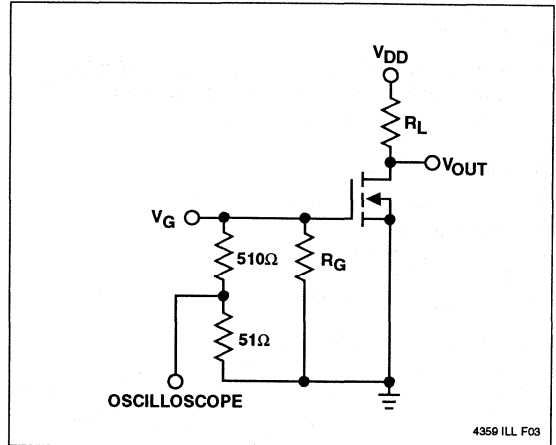 VDD
RL
VOUT
VG
510Ω
RG
51Ω
OSCILLOSCOPE
4359 ILL F03